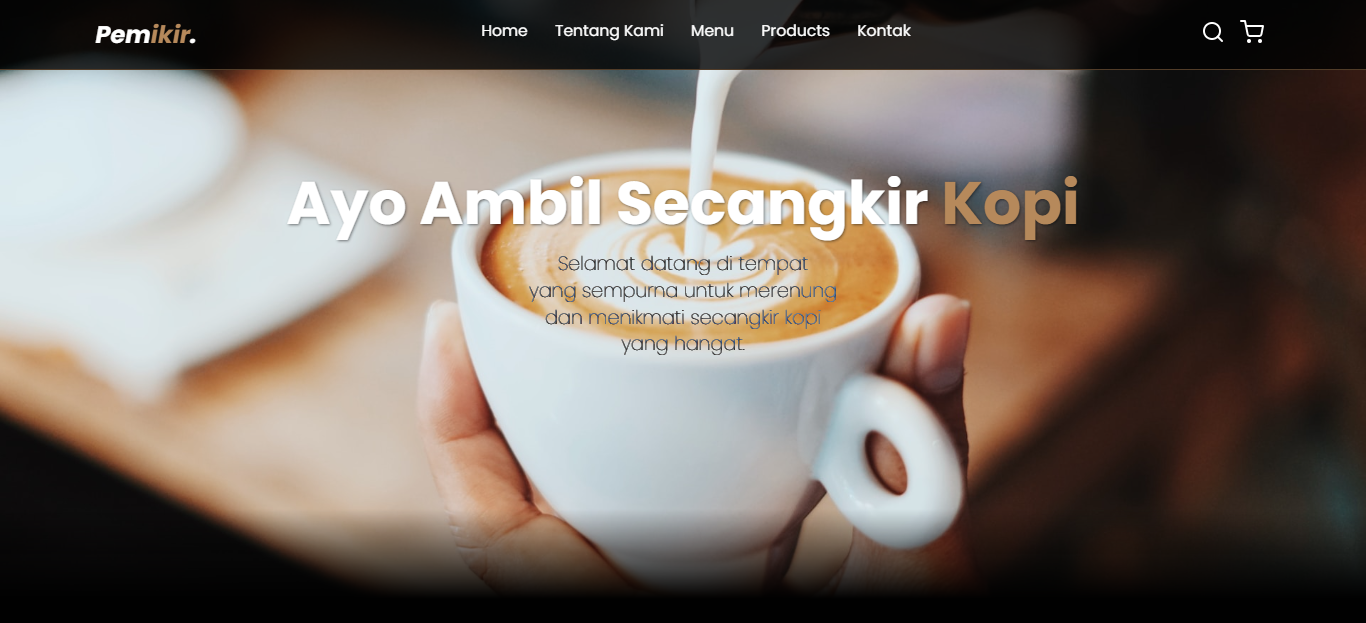 Pemikir.
Home Tentang Kami Menu Products Kontak
Ayo Ambil Secangkir Kopi
Selamat datang di tempat
yang sempurna untuk merenung
dan menikmati secangkir kopi
yang hangat.